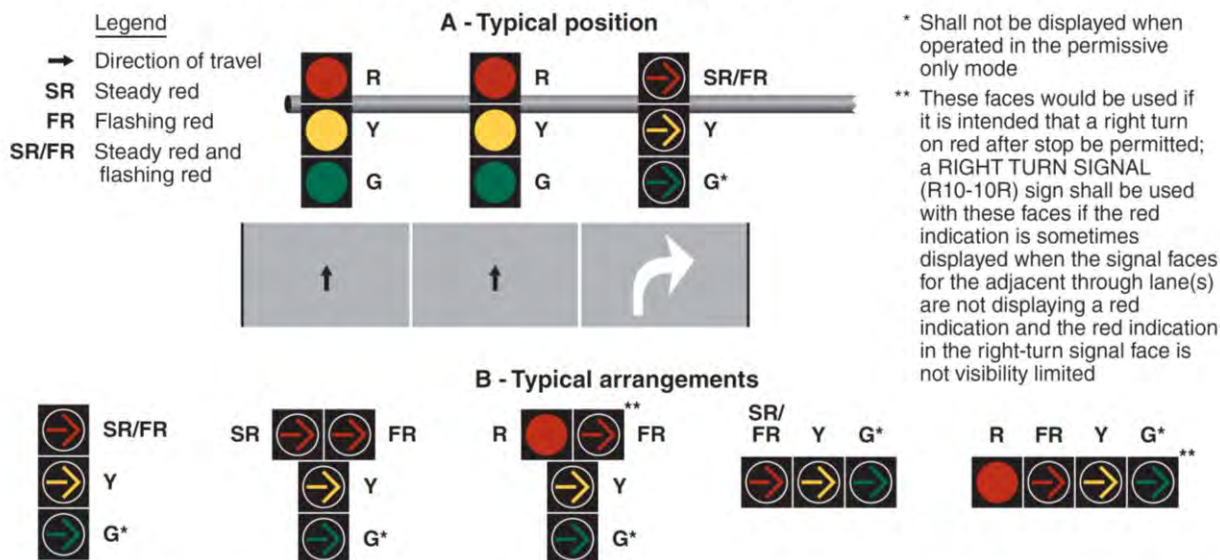 Legend
Direction of travel
SR Steady red
FR Flashing red
SR/FR Steady red and
flashing red
A - Typical position
R R SR/FR
Y Y Y
G G G*
* Shall not be displayed when
operated in the permissive
only mode
** These faces would be used if
it is intended that a right turn
on red after stop be permitted;
a RIGHT TURN SIGNAL
(R10-10R) sign shall be used
with these faces if the red
indication is sometimes
displayed when the signal faces
for the adjacent through lane(s)
are not displaying a red
indication and the red indication
in the right-turn signal face is
not visibility limited
B - Typical arrangements
SR/FR
Y
G*
SR FR
Y
G*
R ** FR
Y
G*
SR/
FR Y G*
R FR Y G*
**